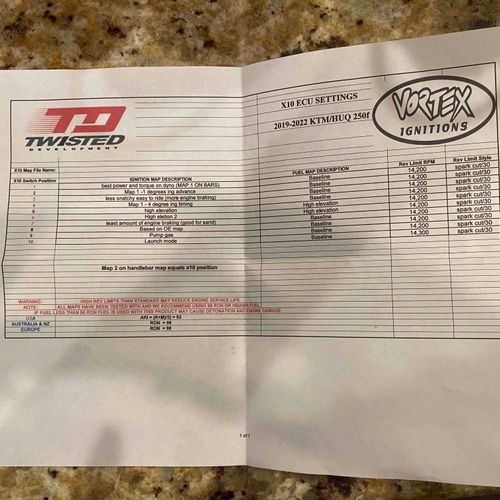 TD
TWISTED
DEVELOPMENT
X10 ECU SETTINGS
2019-2022 KTM/HUQ 250f
VORTEX
IGNITIONS
X10 Map File Name:
X10 Switch Position IGNITION MAP DESCRIPTION FUEL MAP DESCRIPTION Rev Limit RPM Rev Limit Style
best power and torque on dyno (MAP 1 ON BARS) Baseline 14,200 spark cut/30
Map 1 -1 degrees ing advance Baseline 14,200 spark cut/30
3 less snatchy easy to ride (more engine braking) Baseline 14,200 spark cut/30
Map 1 - 4 degree ing timing Baseline 14,200 spark cut/30
high elevation High elevation 14,200 spark cut/30
High eletion 2 High elevation 14,200 spark cut/30
least amount of engine braking (good for sand) Baseline 14,200 spark cut/30
8 Based on OE map Baseline 14,200 spark cut/30
9 Pump gas Baseline 14,200 spark cut/30
10 Launch mode Baseline 14,300 spark cut/30
Map 2 on handlebar map equals x10 position
WARNING: HIGH REV LIMITS THAN STANDARD MAY REDUCE ENGINE SERVICE LIFE
NOTE: ALL MAPS HAVE BEEN TESTED WITH AND WE RECOMMEND USING 98 RON OR HIGHER FUEL
IF FUEL LESS THAN 98 RON FUEL IS USED WITH THIS PRODUCT MAY CAUSE DETONATION AND ENGINE DAMAGE
USA AKI = (R+M)/2) = 93
AUSTRALIA & NZ RON = 98
EUROPE RON = 98
1 of 1